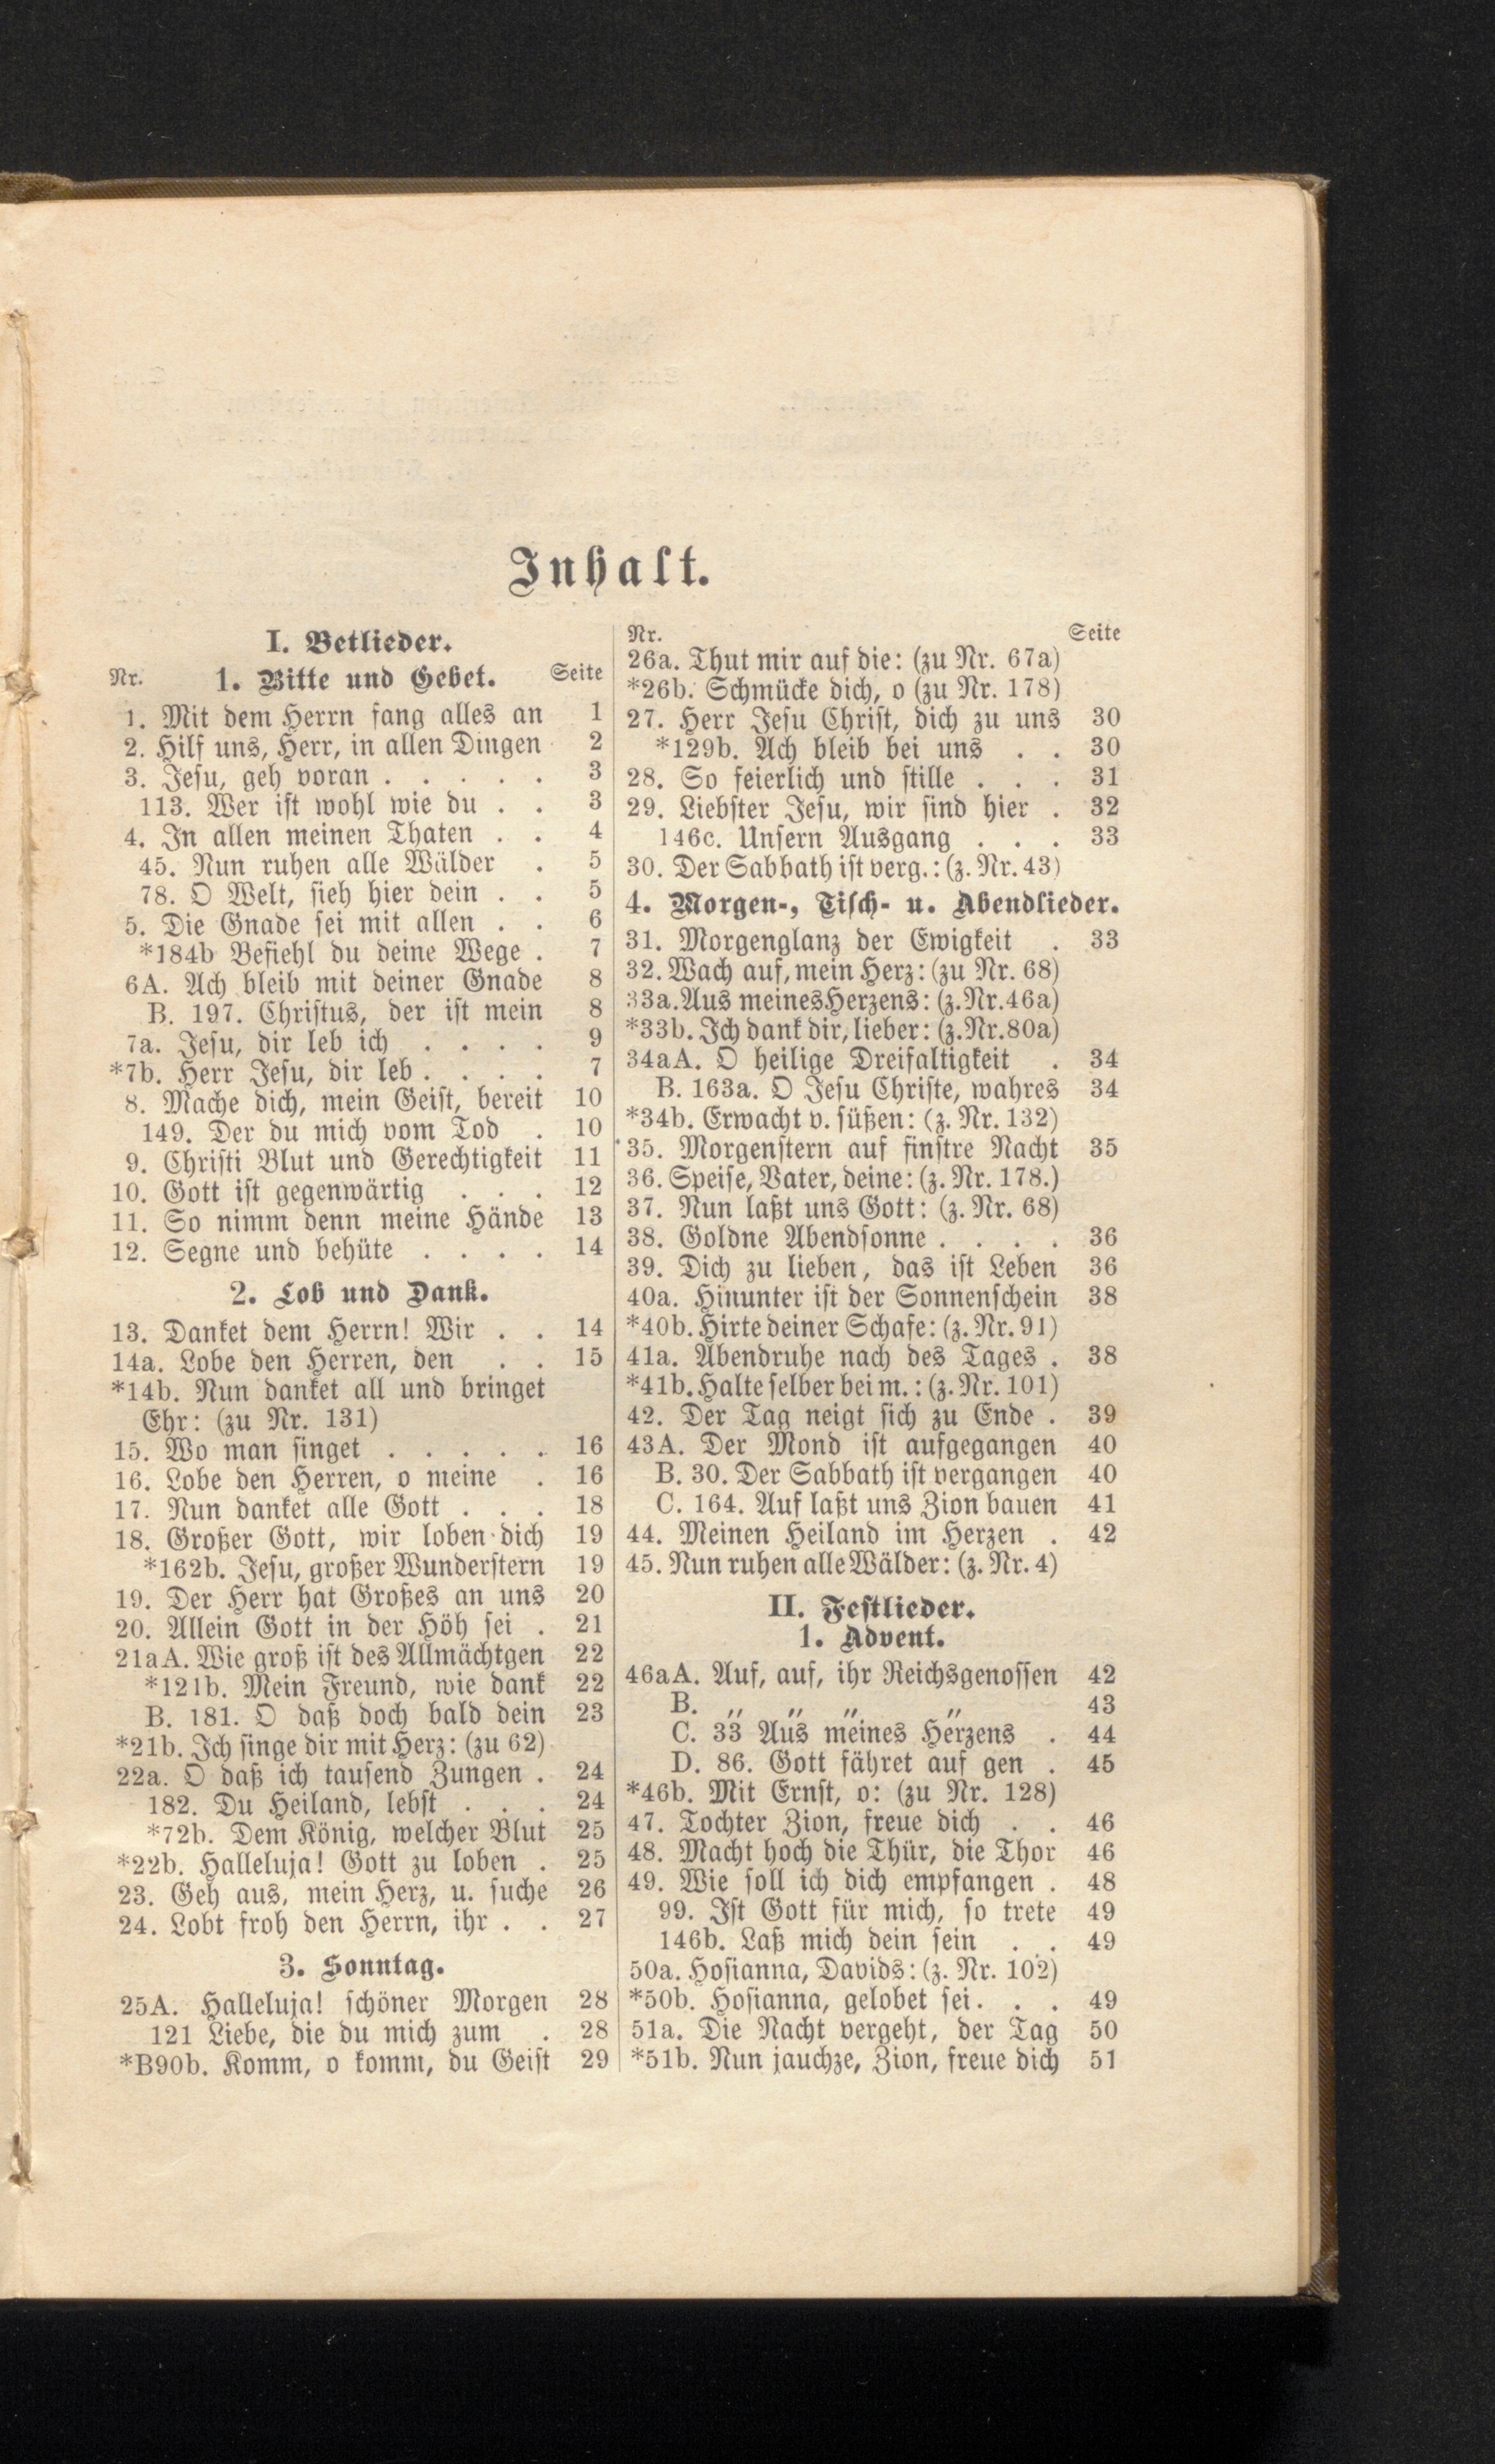 Inhalt.
I. Betlieder.
Nr. 1. Bitte und Gebet. Seite
1. Mit dem Herrn fang alles an 1
2. Hilf uns, Herr, in allen Dingen 2
3. Jesu, geh voran . . . . . 3
113. Wer ist wohl wie du . . 3
4. In allen meinen Thaten . . 4
45. Nun ruhen alle Wälder . 5
78. O Welt, sieh hier dein . . 5
5. Die Gnade sei mit allen . . 6
*184b Befiehl du deine Wege . 7
6A. Ach bleib mit deiner Gnade 8
B. 197. Christus, der ist mein 8
7a. Jesu, dir leb ich . . . . 9
*7b. Herr Jesu, dir leb . . . . 7
8. Mache dich, mein Geist, bereit 10
149. Der du mich vom Tod . 10
9. Christi Blut und Gerechtigkeit 11
10. Gott ist gegenwärtig . . . 12
11. So nimm denn meine Hände 13
12. Segne und behüte . . . . 14
2. Lob und Dank.
13. Danket dem Herrn! Wir . . 14
14a. Lobe den Herren, den . . 15
*14b. Nun danket all und bringet
Ehr: (zu Nr. 131)
15. Wo man singet . . . . . 16
16. Lobe den Herren, o meine . 16
17. Nun danket alle Gott . . . 18
18. Großer Gott, wir loben dich 19
*162b. Jesu, großer Wunderstern 19
19. Der Herr hat Großes an uns 20
20. Allein Gott in der Höh sei . 21
21aA. Wie groß ist des Allmächtgen 22
*121b. Mein Freund, wie dank 22
B. 181. O daß doch bald dein 23
*21b. Ich singe dir mit Herz: (zu 62)
22a. O daß ich tausend Zungen . 24
182. Du Heiland, lebst . . . 24
*72b. Dem König, welcher Blut 25
*22b. Halleluja! Gott zu loben . 25
23. Geh aus, mein Herz, u. suche 26
24. Lobt froh den Herrn, ihr . . 27
3. Sonntag.
25A. Halleluja! schöner Morgen 28
121 Liebe, die du mich zum . 28
*B90b. Komm, o komm, du Geist 29
Nr. Seite
26a. Thut mir auf die: (zu Nr. 67a)
*26b. Schmücke dich, o (zu Nr. 178)
27. Herr Jesu Christ, dich zu uns 30
*129b. Ach bleib bei uns . . 30
28. So feierlich und stille . . . 31
29. Liebster Jesu, wir sind hier . 32
146c. Unsern Ausgang . . . 33
30. Der Sabbath ist verg.: (z. Nr. 43)
4. Morgen-, Tisch- u. Abendlieder.
31. Morgenglanz der Ewigkeit . 33
32. Wach auf, mein Herz: (zu Nr. 68)
33a. Aus meines Herzens: (z. Nr. 46a)
*33b. Ich dank dir, lieber: (z. Nr. 80a)
34aA. O heilige Dreifaltigkeit . 34
B. 163a. O Jesu Christe, wahres 34
*34b. Erwacht v. süßen: (z. Nr. 132)
35. Morgenstern auf finstre Nacht 35
36. Speise, Vater, deine: (z. Nr. 178.)
37. Nun laßt uns Gott: (z. Nr. 68)
38. Goldne Abendsonne . . . . 36
39. Dich zu lieben, das ist Leben 36
40a. Hinunter ist der Sonnenschein 38
*40b. Hirte deiner Schafe: (z. Nr. 91)
41a. Abendruhe nach des Tages . 38
*41b. Halte selber bei m.: (z. Nr. 101)
42. Der Tag neigt sich zu Ende . 39
43A. Der Mond ist aufgegangen 40
B. 30. Der Sabbath ist vergangen 40
C. 164. Auf laßt uns Zion bauen 41
44. Meinen Heiland im Herzen . 42
45. Nun ruhen alle Wälder: (z. Nr. 4)
II. Festlieder.
1. Advent.
46aA. Auf, auf, ihr Reichsgenossen 42
B. „ „ „ „ 43
C. 33 Aus meines Herzens . 44
D. 86. Gott fähret auf gen . 45
*46b. Mit Ernst, o: (zu Nr. 128)
47. Tochter Zion, freue dich . . 46
48. Macht hoch die Thür, die Thor 46
49. Wie soll ich dich empfangen . 48
99. Ist Gott für mich, so trete 49
146b. Laß mich dein sein . . 49
50a. Hosianna, Davids: (z. Nr. 102)
*50b. Hosianna, gelobet sei. . . 49
51a. Die Nacht vergeht, der Tag 50
*51b. Nun jauchze, Zion, freue dich 51